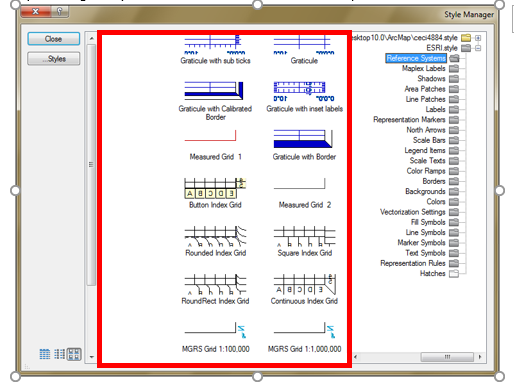 Style Manager
Close
Styles...
Graticule with sub ticks
Graticule
Graticule with Calibrated
Border
Graticule with inset labels
Measured Grid 1
Graticule with Border
Button Index Grid
Measured Grid 2
Rounded Index Grid
Square Index Grid
RoundRect Index Grid
Continuous Index Grid
MGRS Grid 1:100,000
MGRS Grid 1:1,000,000
sktop10.0\ArcMap\ceci4884.style
ESRI.style
Reference Systems
Maplex Labels
Shadows
Area Patches
Line Patches
Labels
Representation Markers
North Arrows
Scale Bars
Legend Items
Scale Texts
Color Ramps
Borders
Backgrounds
Colors
Vectorization Settings
Fill Symbols
Line Symbols
Marker Symbols
Text Symbols
Representation Rules
Hatches